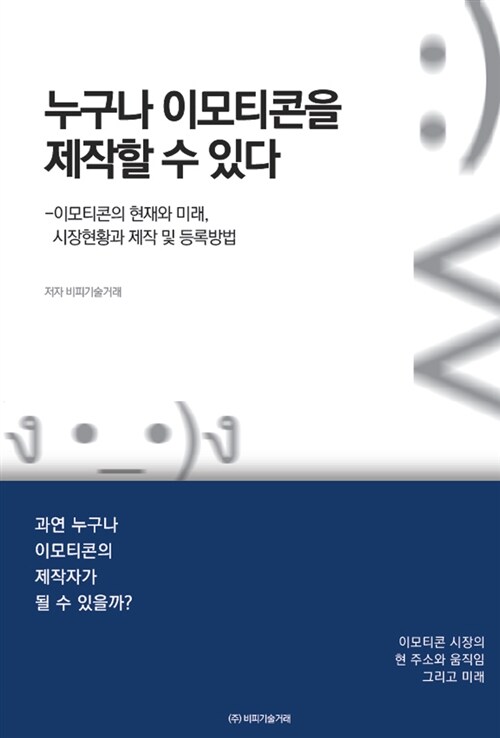 누구나 이모티콘을
제작할 수 있다
-이모티콘의 현재와 미래,
시장현황과 제작 및 등록방법
저자 비피기술거래
과연 누구나
이모티콘의
제작자가
될 수 있을까?
이모티콘 시장의
현 주소와 움직임
그리고 미래
(주) 비피기술거래